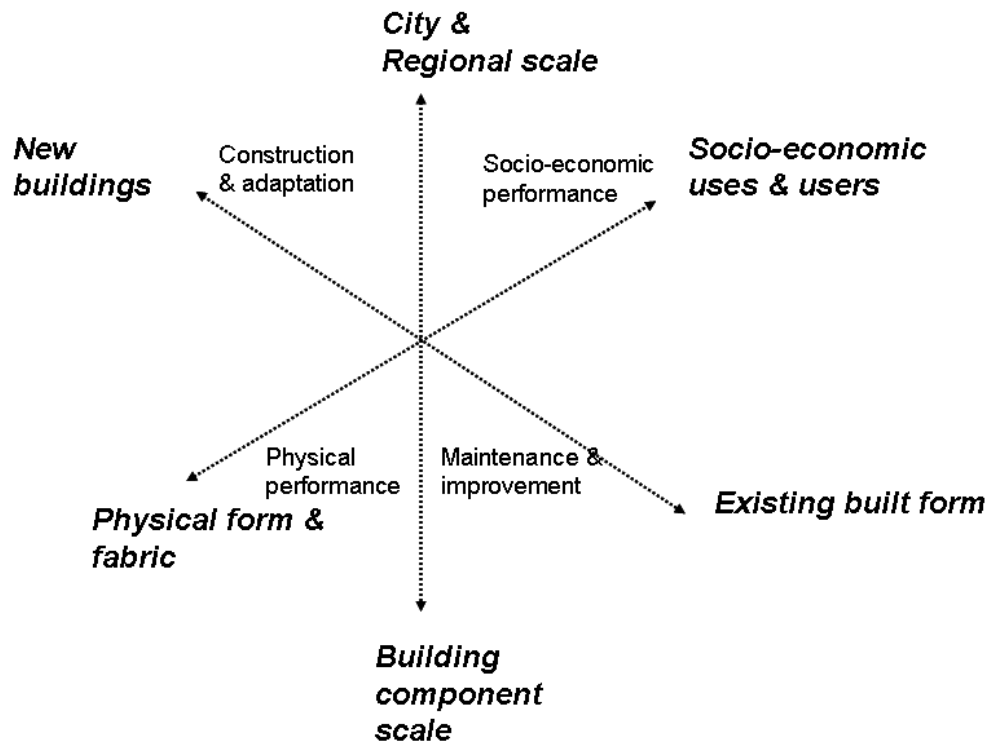 City &
Regional scale
New
buildings
Construction
& adaptation
Socio-economic
performance
Socio-economic
uses & users
Physical
performance
Maintenance &
improvement
Physical form &
fabric
Existing built form
Building
component
scale